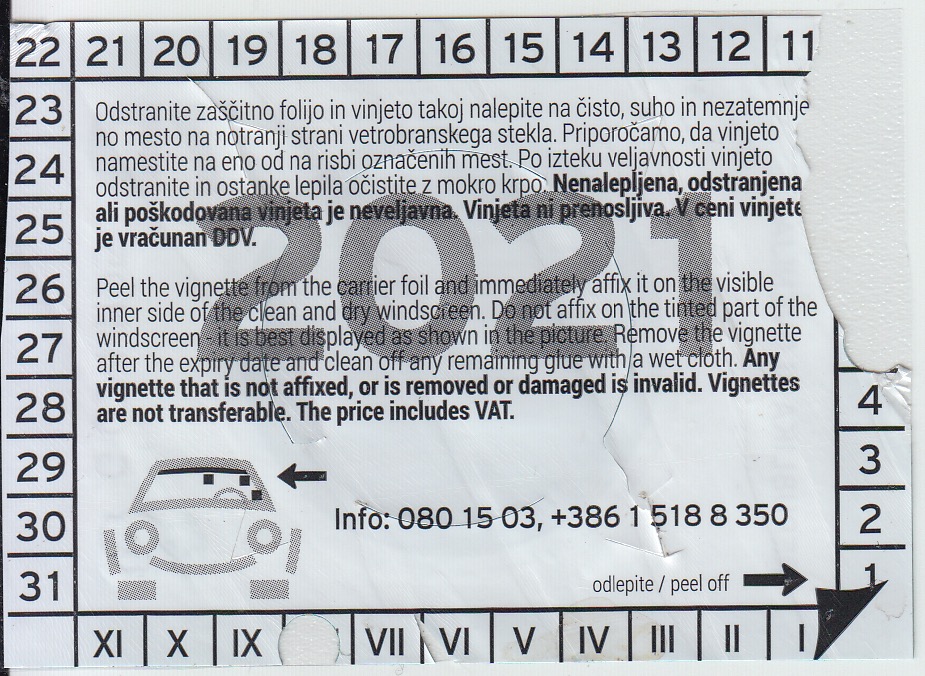 22 21 20 19 18 17 16 15 14 13 12 11
23
24
25
26
27
28
29
30
31
Odstranite zaščitno folijo in vinjeto takoj nalepite na čisto, suho in nezatemnje
no mesto na notranji strani vetrobranskega stekla. Priporočamo, da vinjeto
namestite na eno od na risbi označenih mest. Po izteku veljavnosti vinjeto
odstranite in ostanke lepila očistite z mokro krpo. Nenalepljena, odstranjena
ali poškodovana vinjeta je neveljavna. Vinjeta ni prenosljiva. V ceni vinjete
je vračunan DDV.
2021
Peel the vignette from the carrier foil and immediately affix it on the visible
inner side of the clean and dry windscreen. Do not affix on the tinted part of the
windscreen - it is best displayed as shown in the picture. Remove the vignette
after the expiry date and clean off any remaining glue with a wet cloth. Any
vignette that is not affixed, or is removed or damaged is invalid. Vignettes
are not transferable. The price includes VAT.
Info: 080 15 03, +386 1 518 8 350
odlepite / peel off
4
3
2
1
XI X IX VII VI V IV III II I